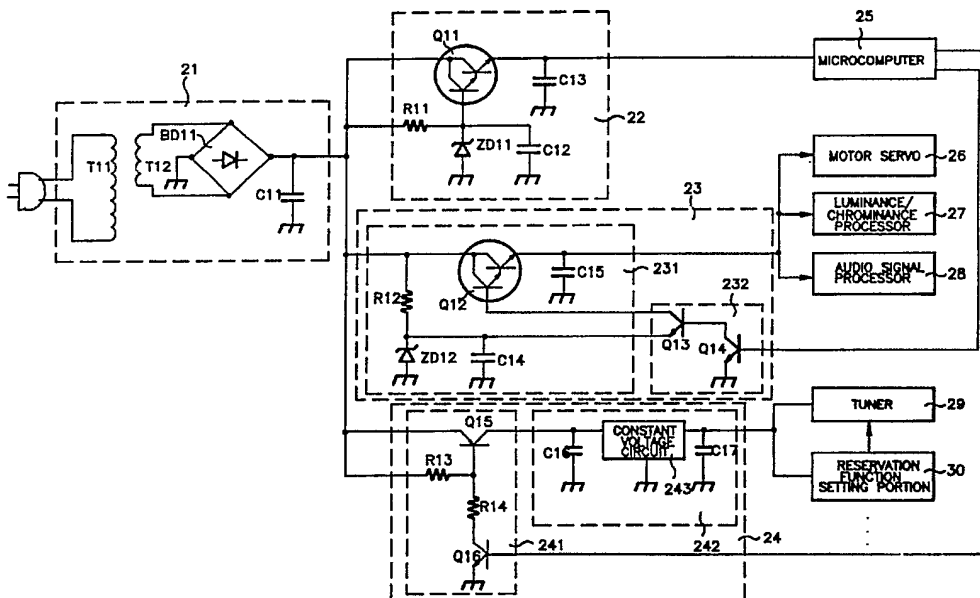 22
25
Q11
MICROCOMPUTER
C13
21
R11
BD11
ZD11
C12
T11
T12
C11
MOTOR SERVO
26
23
LUMINANCE/
CHROMINANCE
PROCESSOR
27
C15
231
AUDIO SIGNAL
PROCESSOR
28
R12
Q12
232
Q13
Q14
ZD12
C14
TUNER
29
Q15
CONSTANT
VOLTAGE
CIRCUIT
C16
C17
R13
243
RESERVATION
FUNCTION
SETTING PORTION
30
R14
Q16
241
242
24